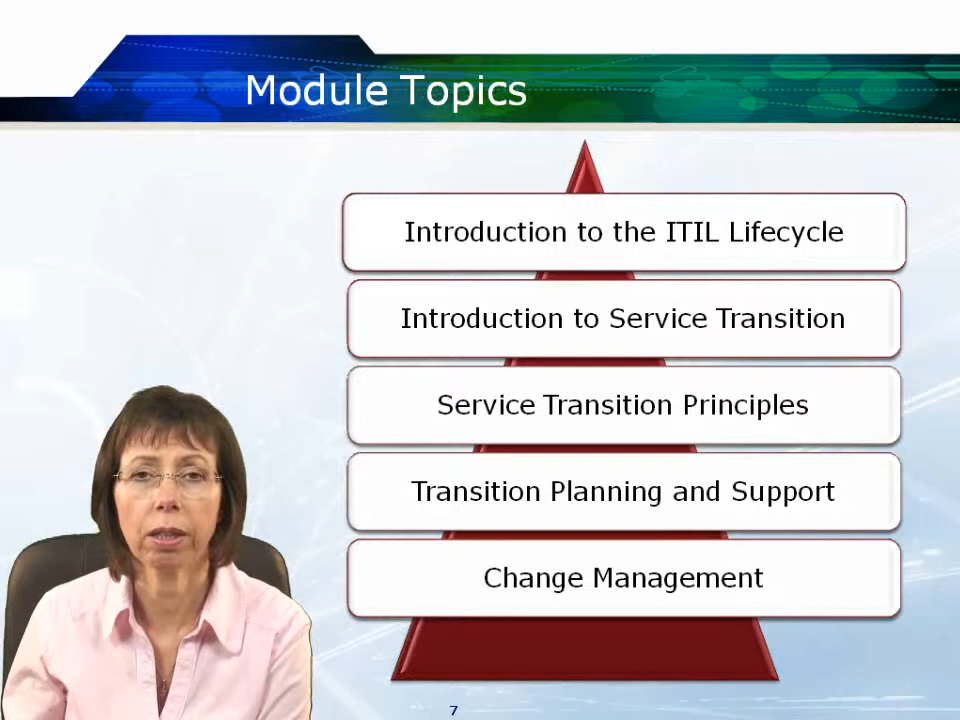 Module Topics
Introduction to the ITIL Lifecycle
Introduction to Service Transition
Service Transition Principles
Transition Planning and Support
Change Management
7